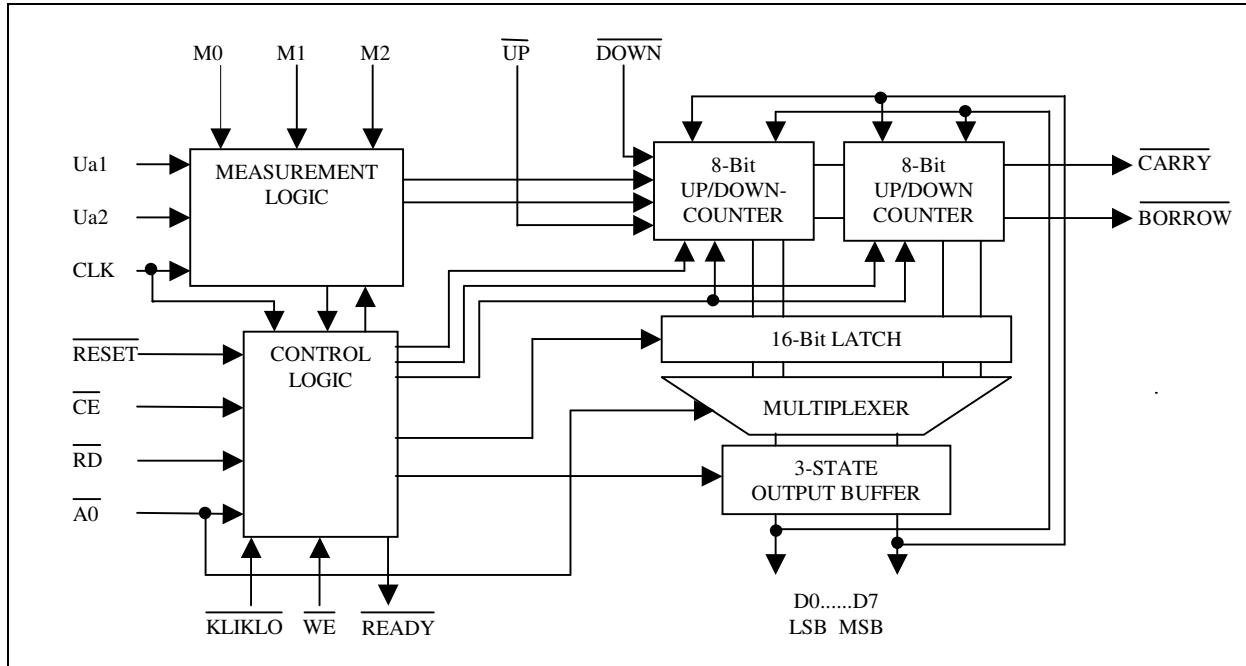 M0 M1 M2 UP DOWN
Ua1
Ua2
CLK
MEASUREMENT
LOGIC
8-Bit
UP/DOWN-
COUNTER
8-Bit
UP/DOWN
COUNTER
CARRY
BORROW
RESET
CE
RD
A0
CONTROL
LOGIC
16-Bit LATCH
MULTIPLEXER
3-STATE
OUTPUT BUFFER
KLIKLO WE READY
D0......D7
LSB MSB